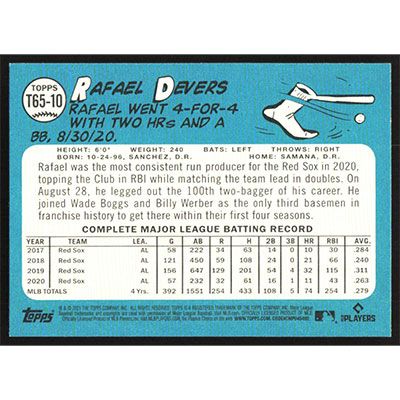 TOPPS
T65-10
RAFAEL DEVERS
RAFAEL WENT 4-FOR-4
WITH TWO HRs AND A
BB, 8/30/20.
HEIGHT: 6'0" WEIGHT: 240 BATS: LEFT THROWS: RIGHT
BORN: 10-24-96, SANCHEZ, D.R. HOME: SAMANA, D.R.
Rafael was the most consistent run producer for the Red Sox in 2020,
topping the Club in RBI while matching the team lead in doubles. On
August 28, he legged out the 100th two-bagger of his career. He
joined Wade Boggs and Billy Werber as the only third basemen in
franchise history to get there within their first four seasons.
COMPLETE MAJOR LEAGUE BATTING RECORD
YEAR TEAM LEA. G AB R H 2B 3B HR RBI AVG.
2017 Red Sox AL 58 222 34 63 14 0 10 30 .284
2018 Red Sox AL 121 450 59 108 24 0 21 66 .240
2019 Red Sox AL 156 647 129 201 54 4 32 115 .311
2020 Red Sox AL 57 232 32 61 16 1 11 43 .263
MLB TOTALS 4 Yrs. 392 1551 254 433 108 5 74 254 .279
Topps
MLB PLAYERS